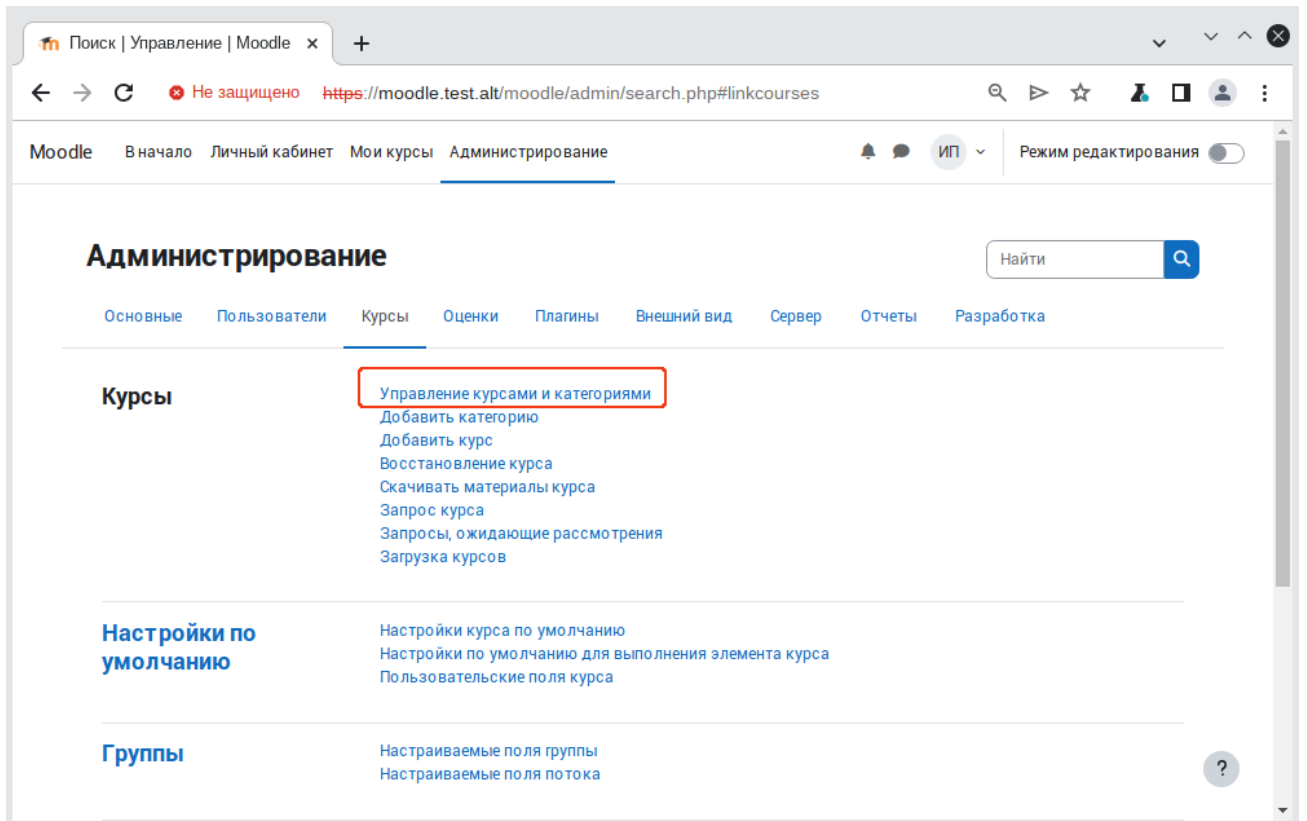 Поиск | Управление | Moodle
Не защищено https://moodle.test.alt/moodle/admin/search.php#linkcourses
Moodle В начало Личный кабинет Мои курсы Администрирование ИП Режим редактирования
Администрирование
Найти
Основные Пользователи Курсы Оценки Плагины Внешний вид Сервер Отчеты Разработка
Курсы
Управление курсами и категориями
Добавить категорию
Добавить курс
Восстановление курса
Скачивать материалы курса
Запрос курса
Запросы, ожидающие рассмотрения
Загрузка курсов
Настройки по
умолчанию
Настройки курса по умолчанию
Настройки по умолчанию для выполнения элемента курса
Пользовательские поля курса
Группы
Настраиваемые поля группы
Настраиваемые поля потока
?